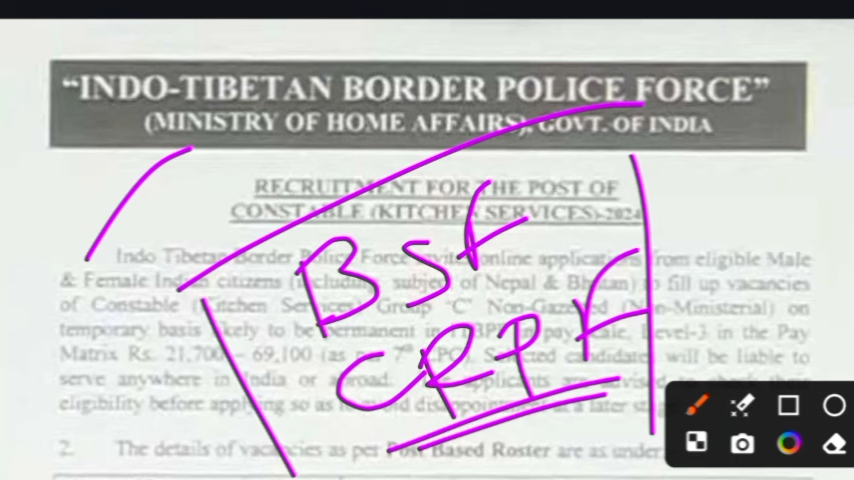 “INDO-TIBETAN BORDER POLICE FORCE”
(MINISTRY OF HOME AFFAIRS), GOVT. OF INDIA
RECRUITMENT FOR THE POST OF
CONSTABLE (KITCHEN SERVICES)-2024
Indo Tibetan Border Police Force invites online applications from eligible Male
& Female Indian citizens (including subject of Nepal & Bhutan) to fill up vacancies
of Constable (Kitchen Services) Group “C” Non-Gazetted (Non-Ministerial) on
temporary basis likely to be permanent in ITBPF in pay scale, Level-3 in the Pay
Matrix Rs. 21,700 – 69,100 (as per 7th CPC). Selected candidates will be liable to
serve anywhere in India or abroad. applicants are advised to check their
eligibility before applying so as to avoid disappointment at a later stage
2. The details of vacancies as per Post Based Roster are as under
BSF
CRPF